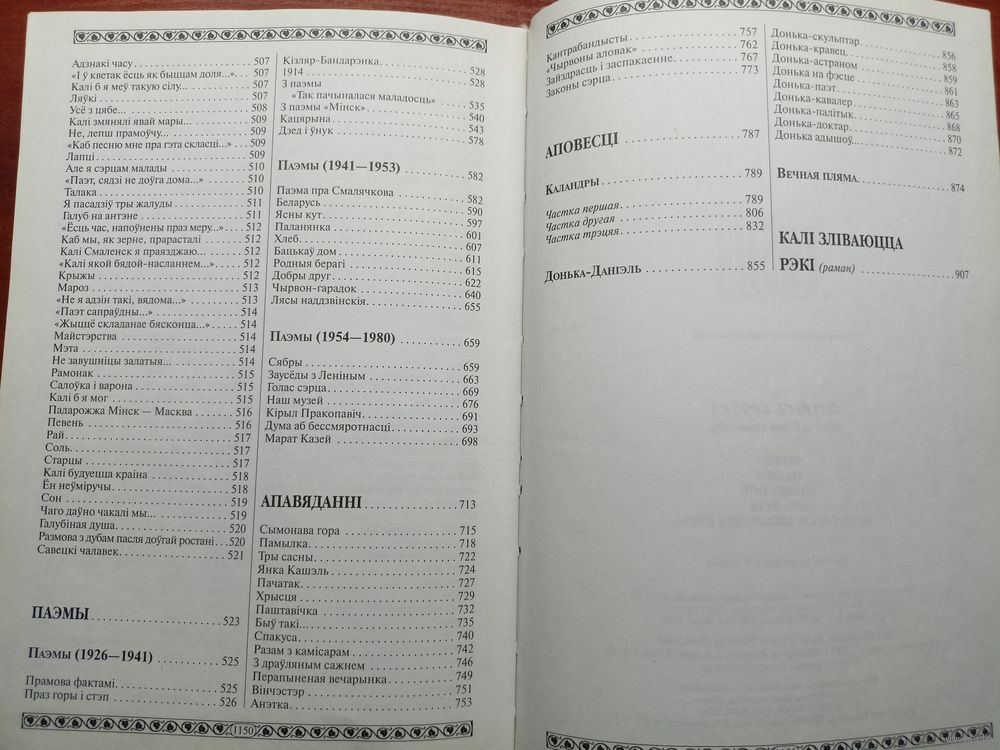 Адзнакі часу ..... 507
«І ў кветак ёсць як быццам доля...» ..... 507
Калі б я меў такую сілу... ..... 507
Ляўкі ..... 507
Усё з цябе... ..... 508
Калі змянялі явай мары... ..... 509
Не, лепш прамоўчу... ..... 509
«Каб песню мне пра гэта скласці...» ..... 509
Лапці ..... 509
Але я сэрцам малады ..... 510
«Паэт, сядзі не доўга дома...» ..... 510
Талака ..... 510
Я пасадзіў тры жалуды ..... 511
Галуб на антэне ..... 511
«Ёсць час, напоўнены праз меру...» ..... 512
Каб мы, як зерне, прарасталі ..... 512
Калі Смаленск я праязджаю... ..... 512
«Калі якой бядой-насланнем...» ..... 512
Крыжы ..... 512
Мароз ..... 513
«Не я адзін такі, вядома...» ..... 513
«Паэт сапраўдны...» ..... 514
«Жыццё складанае бясконца...» ..... 514
Майстэрства ..... 514
Мэта ..... 514
Не завушніцы залатыя... ..... 514
Рамонак ..... 515
Салоўка і варона ..... 515
Калі б я мог ..... 515
Падарожжа Мінск — Масква ..... 516
Певень ..... 516
Рай ..... 517
Соль ..... 517
Старцы ..... 517
Калі будуецца краіна ..... 518
Ён неўміручы ..... 518
Сон ..... 519
Чаго даўно чакалі мы... ..... 519
Галубіная душа ..... 520
Размова з дубам пасля доўгай ростані ..... 520
Савецкі чалавек ..... 521
ПАЭМЫ ..... 523
Паэмы (1926—1941) ..... 525
Прамова фактамі ..... 525
Праз горы і стэп ..... 526
Кізляр-Бандарэнка ..... 528
1914 ..... 528
З паэмы
«Так пачыналася маладосць» ..... 535
З паэмы «Мінск» ..... 540
Кацярына ..... 543
Дзед і ўнук ..... 578
Паэмы (1941—1953) ..... 582
Паэма пра Смалячкова ..... 582
Беларусь ..... 590
Ясны кут ..... 597
Паланянка ..... 601
Хлеб ..... 607
Бацькаў дом ..... 611
Родныя берагі ..... 615
Добры друг ..... 622
Чырвон-гарадок ..... 640
Лясы наддзвінскія ..... 655
Паэмы (1954—1980) ..... 659
Сябры ..... 659
Заусёды з Леніным ..... 663
Голас сэрца ..... 669
Наш музей ..... 676
Кірыл Пракопавіч ..... 691
Дума аб бессмяротнасці ..... 693
Марат Казей ..... 698
АПАВЯДАННІ ..... 713
Сымонава гора ..... 715
Памылка ..... 718
Тры сасны ..... 722
Янка Кашэль ..... 724
Пачатак ..... 727
Хрысця ..... 729
Паштавічка ..... 732
Быў такі... ..... 735
Спакуса ..... 740
Разам з камісарам ..... 742
З драўляным сажнем ..... 746
Перапыненая вечарынка ..... 749
Вінчэстэр ..... 751
Анэтка ..... 753
1150
Кантрабандысты ..... 757
«Чырвоны аловак» ..... 762
Зайздрасць і заспакаенне ..... 767
Законы сэрца ..... 773
АПОВЕСЦІ ..... 787
Каландры ..... 789
Частка першая ..... 789
Частка другая ..... 806
Частка трэцяя ..... 832
Донька-Даніэль ..... 855
Донька-скульптар ..... 856
Донька-кравец ..... 858
Донька-астраном ..... 859
Донька на фэсце ..... 861
Донька-паэт ..... 863
Донька-кавалер ..... 865
Донька-палітык ..... 868
Донька-доктар ..... 870
Донька адышоў... ..... 872
Вечная пляма ..... 874
КАЛІ ЗЛІВАЮЦЦА
РЭКІ (раман) ..... 907